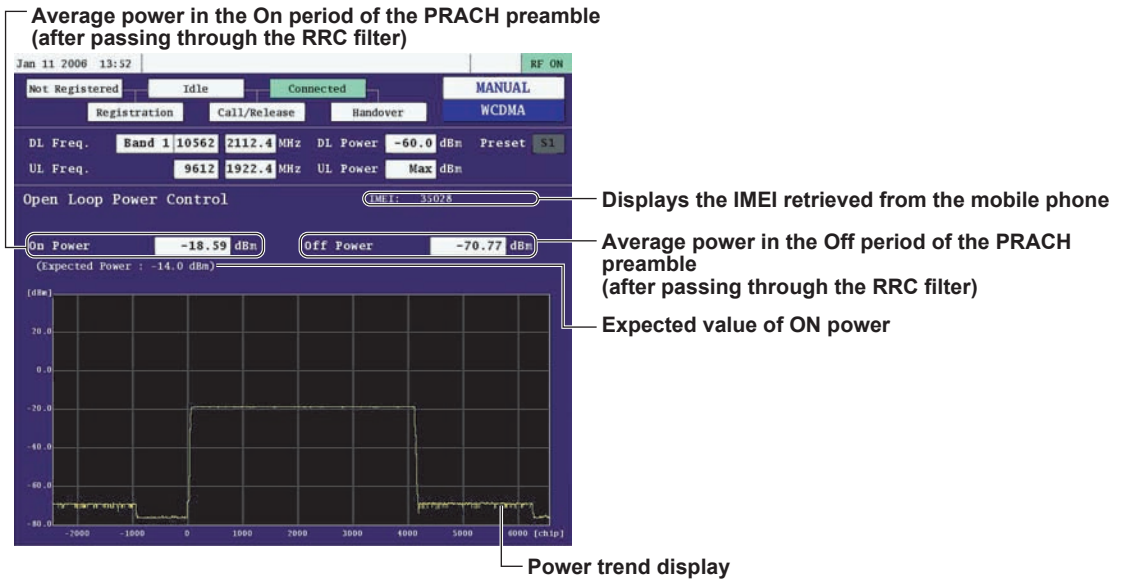 Average power in the On period of the PRACH preamble
(after passing through the RRC filter)
Jan 11 2006 13:52 RF ON
Not Registered Idle Connected MANUAL
Registration Call/Release Handover WCDMA
DL Freq. Band 1 10562 2112.4 MHz DL Power -60.0 dBm Preset S1
UL Freq. 9612 1922.4 MHz UL Power Max dBm
Open Loop Power Control IMEI: 35028
Displays the IMEI retrieved from the mobile phone
On Power -18.59 dBm Off Power -70.77 dBm
(Expected Power : -14.0 dBm)
Average power in the Off period of the PRACH
preamble
(after passing through the RRC filter)
Expected value of ON power
[dBm]
20.0
0.0
-20.0
-40.0
-60.0
-80.0
-2000 -1000 0 1000 2000 3000 4000 5000 6000 [chip]
Power trend display